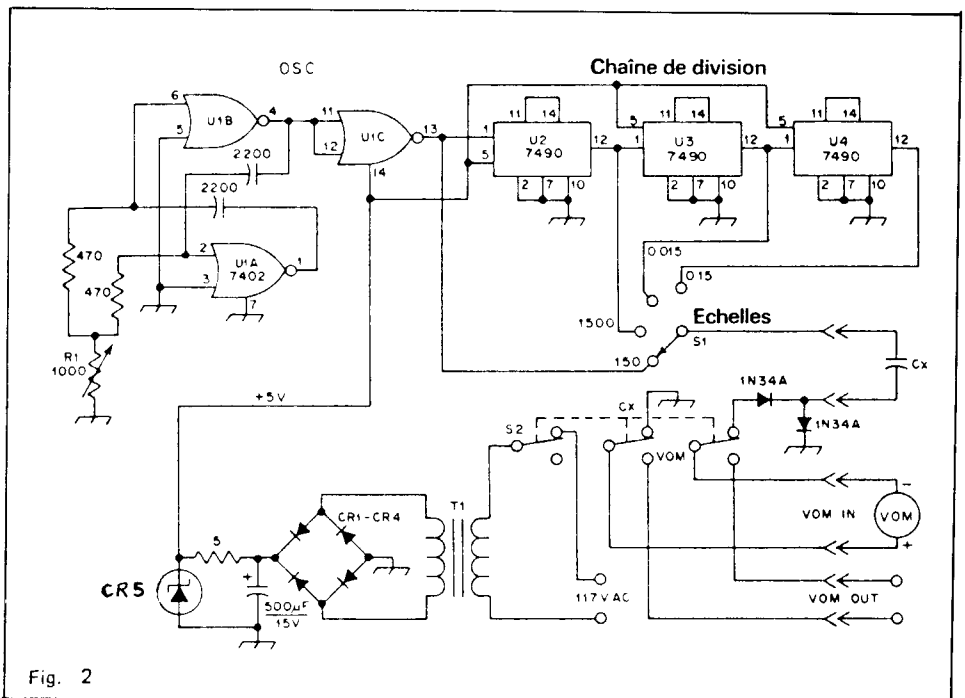 OSC
Chaîne de division
6
5
U1B
4
11
12
U1C
13
14
2200
2200
470
470
2
3
U1A
7402
1
7
R1
1000
+5V
1
5
11
14
U2
7490
12
2
7
10
5
1
11
14
U3
7490
12
2
7
10
5
1
11
14
U4
7490
12
2
7
10
0.015
0.15
1500
150
Echelles
S1
Cx
1N34A
1N34A
S2
Cx
VOM
VOM IN
-
VOM
+
VOM OUT
117V AC
T1
CR1-CR4
5
+
500µF
15V
CR5
Fig. 2